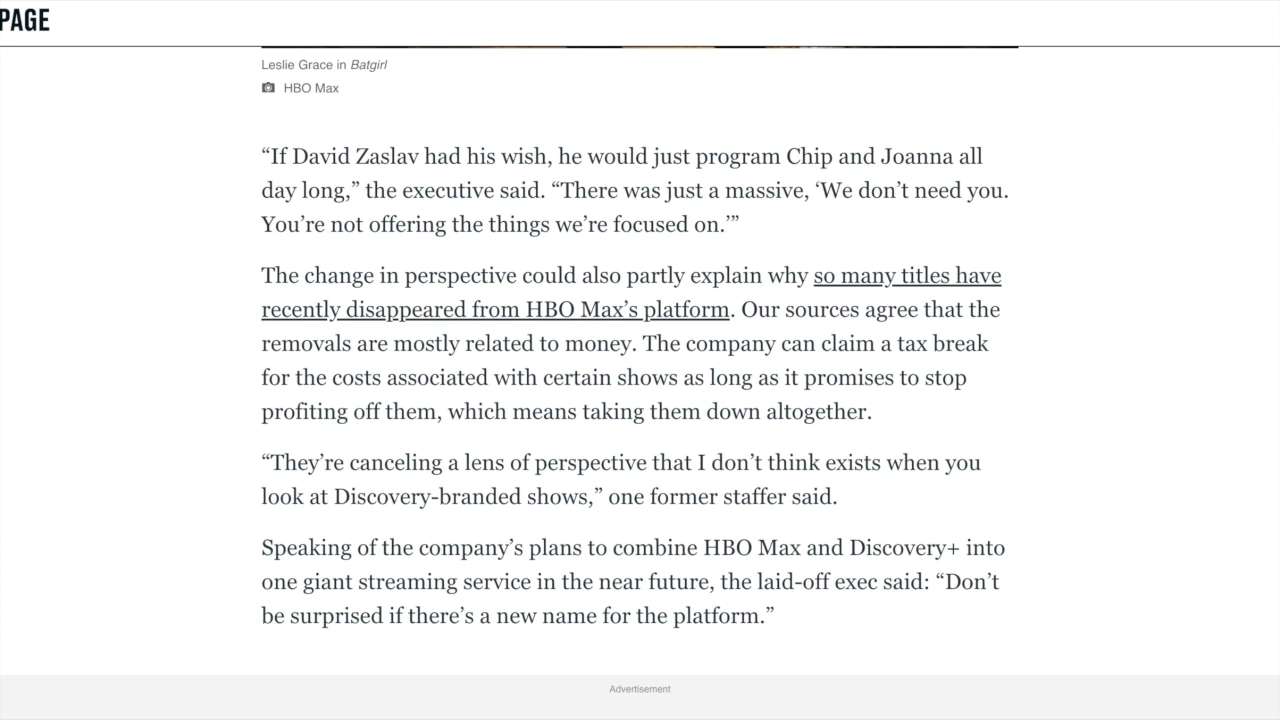 PAGE
Leslie Grace in Batgirl
HBO Max
“If David Zaslav had his wish, he would just program Chip and Joanna all
day long,” the executive said. “There was just a massive, ‘We don’t need you.
You’re not offering the things we’re focused on.’”
The change in perspective could also partly explain why so many titles have
recently disappeared from HBO Max’s platform. Our sources agree that the
removals are mostly related to money. The company can claim a tax break
for the costs associated with certain shows as long as it promises to stop
profiting off them, which means taking them down altogether.
“They’re canceling a lens of perspective that I don’t think exists when you
look at Discovery-branded shows,” one former staffer said.
Speaking of the company’s plans to combine HBO Max and Discovery+ into
one giant streaming service in the near future, the laid-off exec said: “Don’t
be surprised if there’s a new name for the platform.”
Advertisement